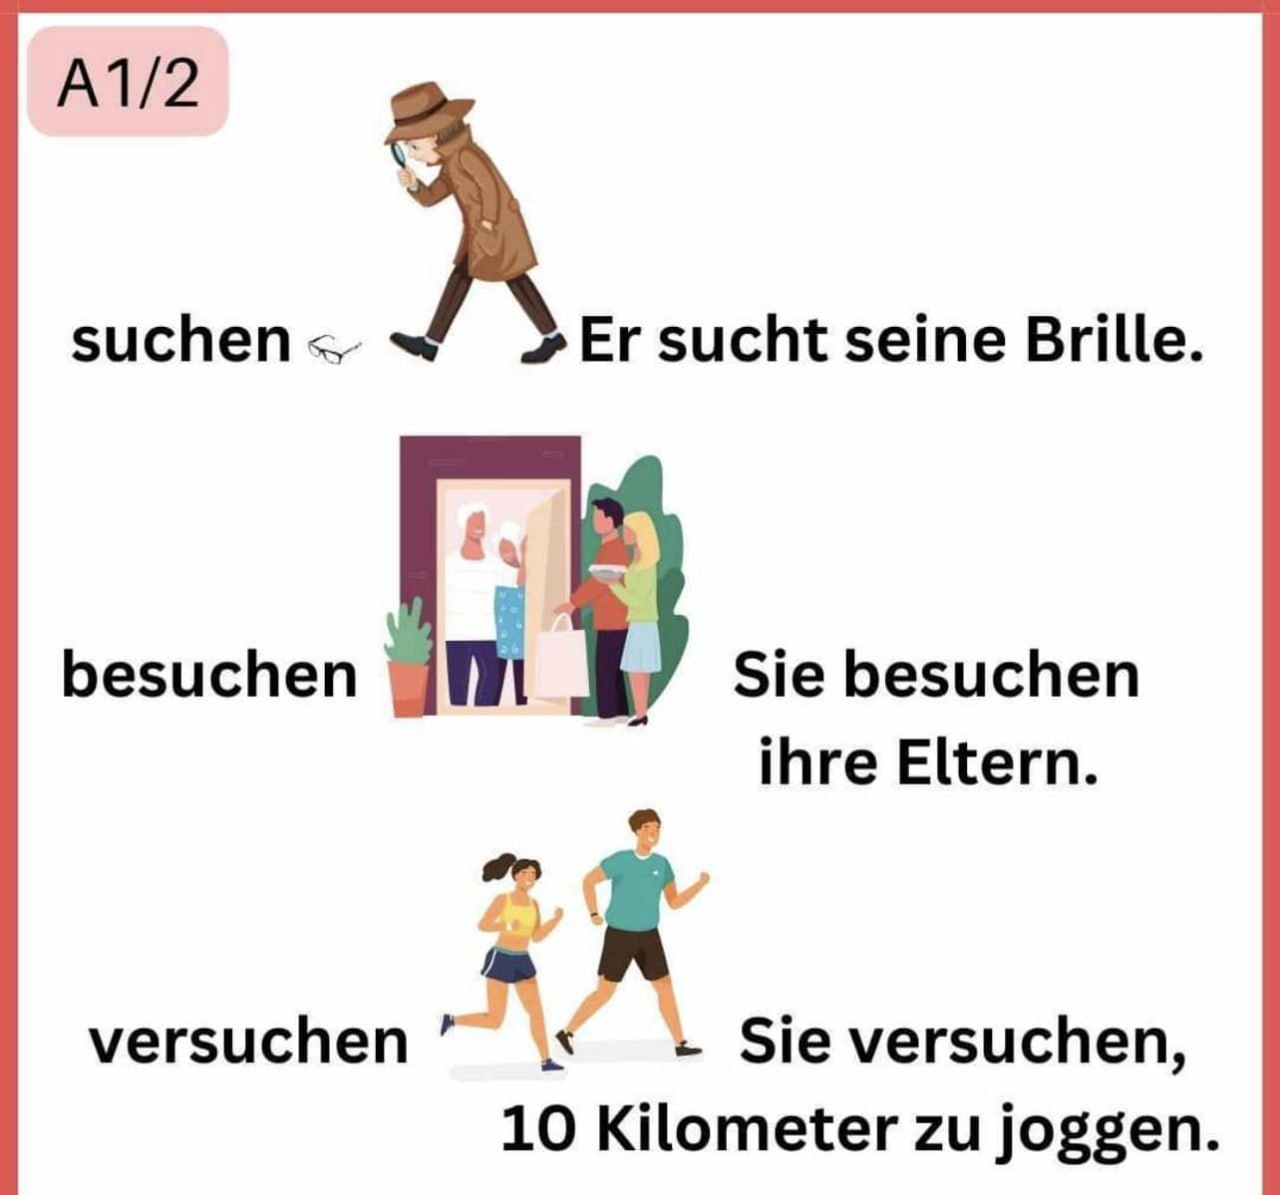 A1/2
suchen Er sucht seine Brille.
besuchen Sie besuchen
ihre Eltern.
versuchen Sie versuchen,
10 Kilometer zu joggen.